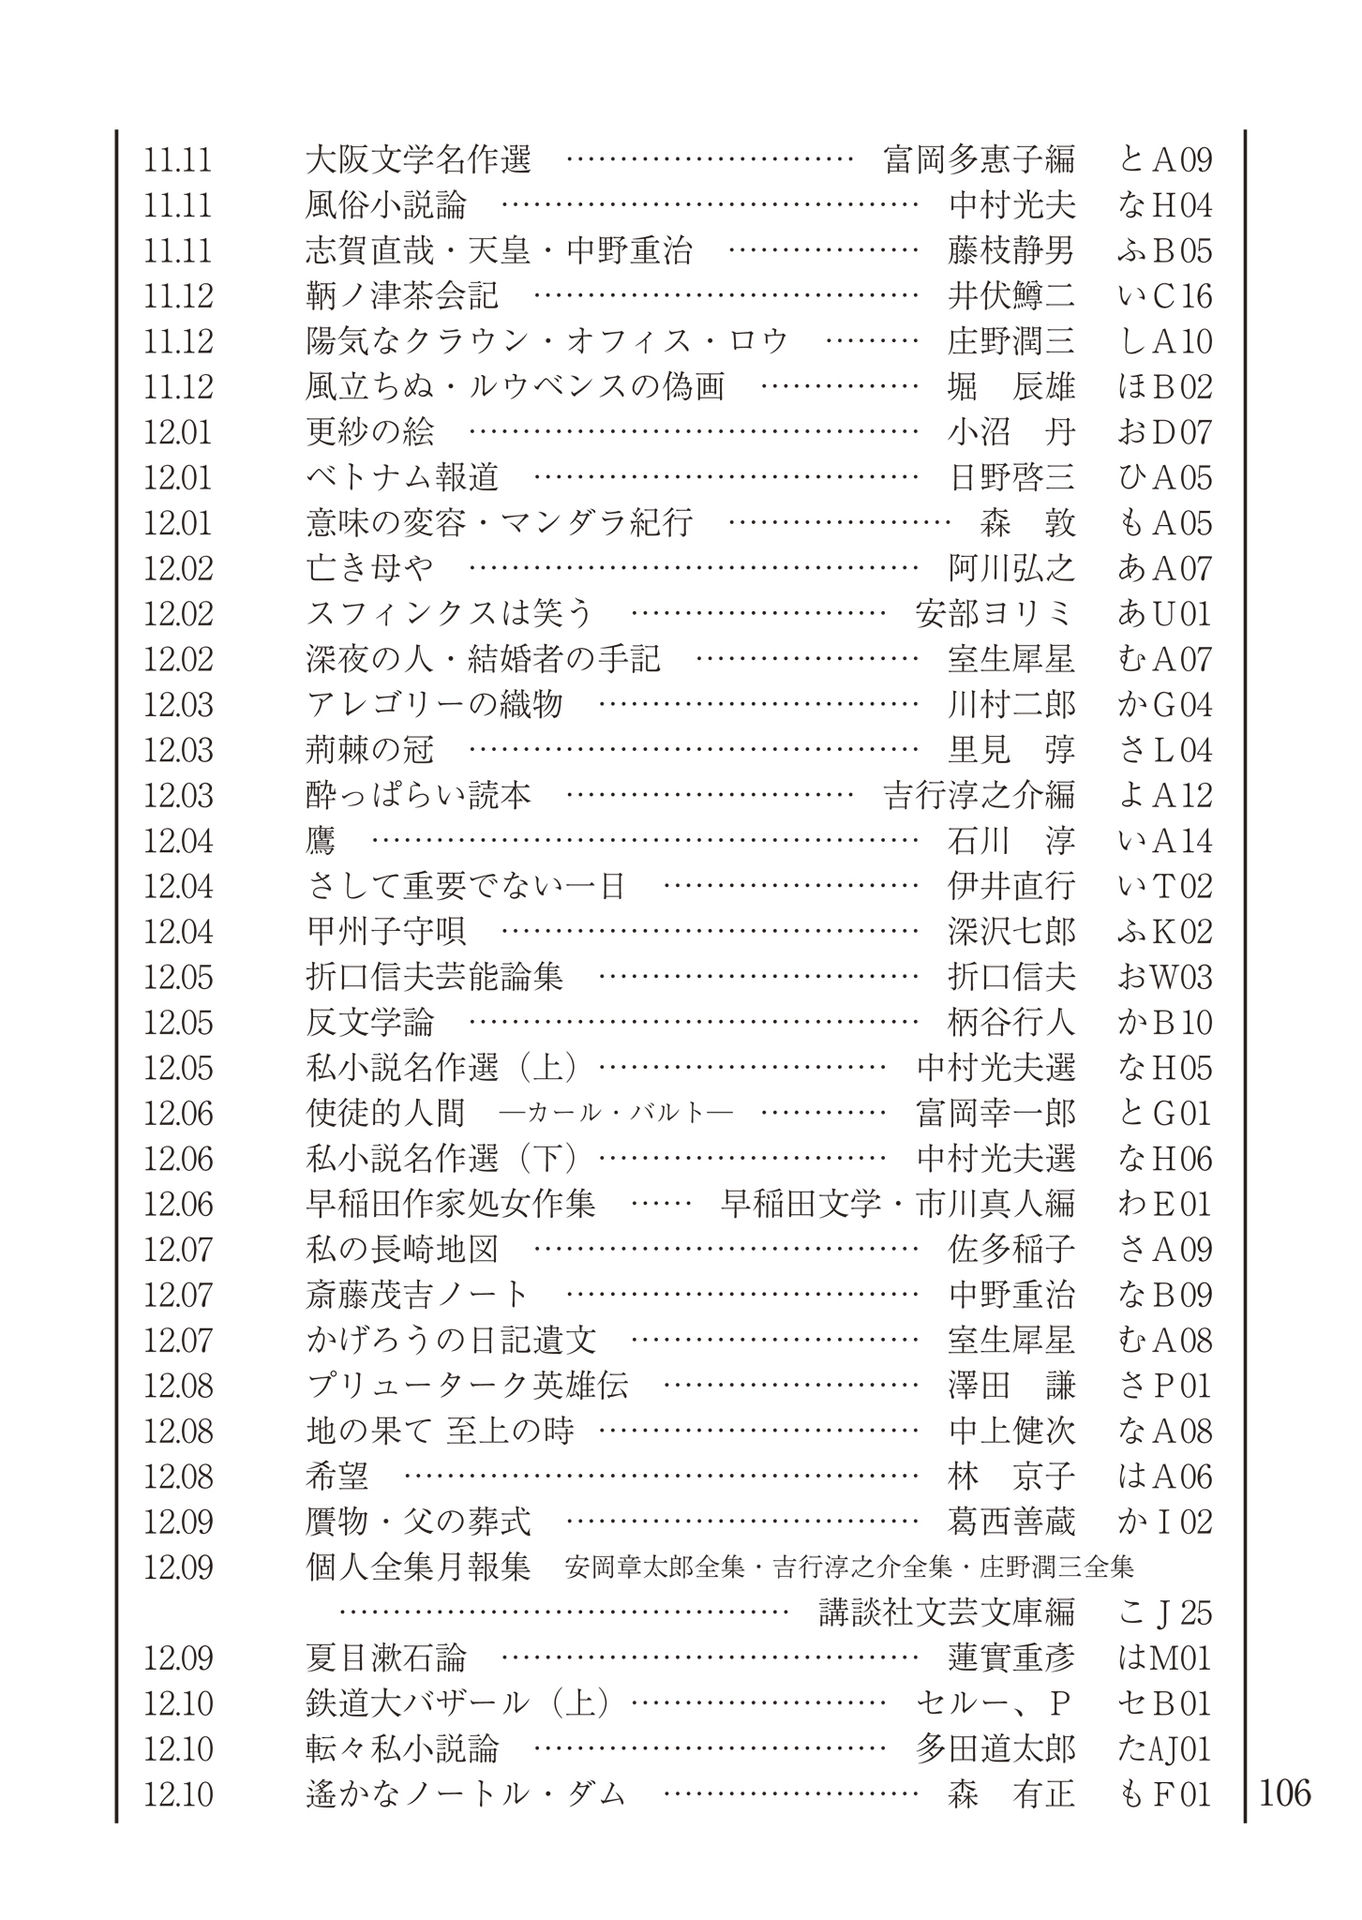 11.11 大阪文学名作選 ……………………… 富岡多惠子編 とA09
11.11 風俗小説論 ………………………………… 中村光夫 なH04
11.11 志賀直哉・天皇・中野重治 ……………… 藤枝静男 ふB05
11.12 鞆ノ津茶会記 ……………………………… 井伏鱒二 いC16
11.12 陽気なクラウン・オフィス・ロウ ……… 庄野潤三 しA10
11.12 風立ちぬ・ルウベンスの偽画 …………… 堀　辰雄 ほB02
12.01 更紗の絵 …………………………………… 小沼　丹 おD07
12.01 ベトナム報道 ……………………………… 日野啓三 ひA05
12.01 意味の変容・マンダラ紀行 ………………… 森　敦 もA05
12.02 亡き母や …………………………………… 阿川弘之 あA07
12.02 スフィンクスは笑う …………………… 安部ヨリミ あU01
12.02 深夜の人・結婚者の手記 ………………… 室生犀星 むA07
12.03 アレゴリーの織物 ………………………… 川村二郎 かG04
12.03 荊棘の冠 …………………………………… 里見　弴 さL04
12.03 酔っぱらい読本 ……………………… 吉行淳之介編 よA12
12.04 鷹 …………………………………………… 石川　淳 いA14
12.04 さして重要でない一日 …………………… 伊井直行 いT02
12.04 甲州子守唄 ………………………………… 深沢七郎 ふK02
12.05 折口信夫芸能論集 ………………………… 折口信夫 おW03
12.05 反文学論 …………………………………… 柄谷行人 かB10
12.05 私小説名作選（上） ……………………… 中村光夫選 なH05
12.06 使徒的人間 ―カール・バルト― ………… 富岡幸一郎 とG01
12.06 私小説名作選（下） ……………………… 中村光夫選 なH06
12.06 早稲田作家処女作集 …… 早稲田文学・市川真人編 わE01
12.07 私の長崎地図 ……………………………… 佐多稲子 さA09
12.07 斎藤茂吉ノート …………………………… 中野重治 なB09
12.07 かげろうの日記遺文 ……………………… 室生犀星 むA08
12.08 プリュターク英雄伝 …………………… 澤田　謙 さP01
12.08 地の果て 至上の時 ………………………… 中上健次 なA08
12.08 希望 ………………………………………… 林　京子 はA06
12.09 贋物・父の葬式 …………………………… 葛西善蔵 かI02
12.09 個人全集月報集 安岡章太郎全集・吉行淳之介全集・庄野潤三全集
…………………………………… 講談社文芸文庫編 こJ25
12.09 夏目漱石論 ………………………………… 蓮實重彥 はM01
12.10 鉄道大バザール（上） …………………… セルー、P セB01
12.10 転々私小説論 …………………………… 多田道太郎 たAJ01
12.10 遙かなノートル・ダム …………………… 森　有正 もF01
106